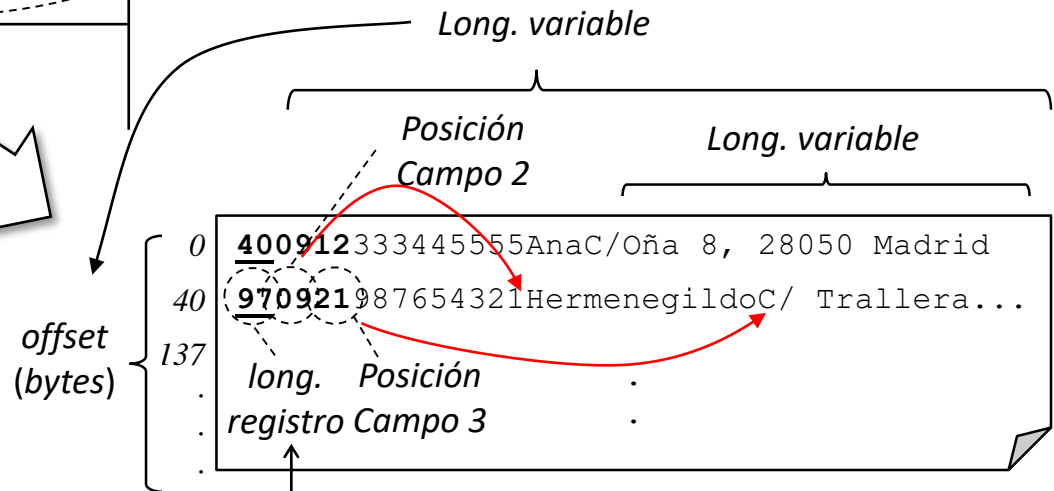 Long. variable
Posición
Campo 2
Long. variable
0 400912333445555AnaC/Oña 8, 28050 Madrid
40 970921987654321HermenegildoC/ Trallera...
offset
(bytes)
137
long. Posición
registro Campo 3
.
.
.
.
.